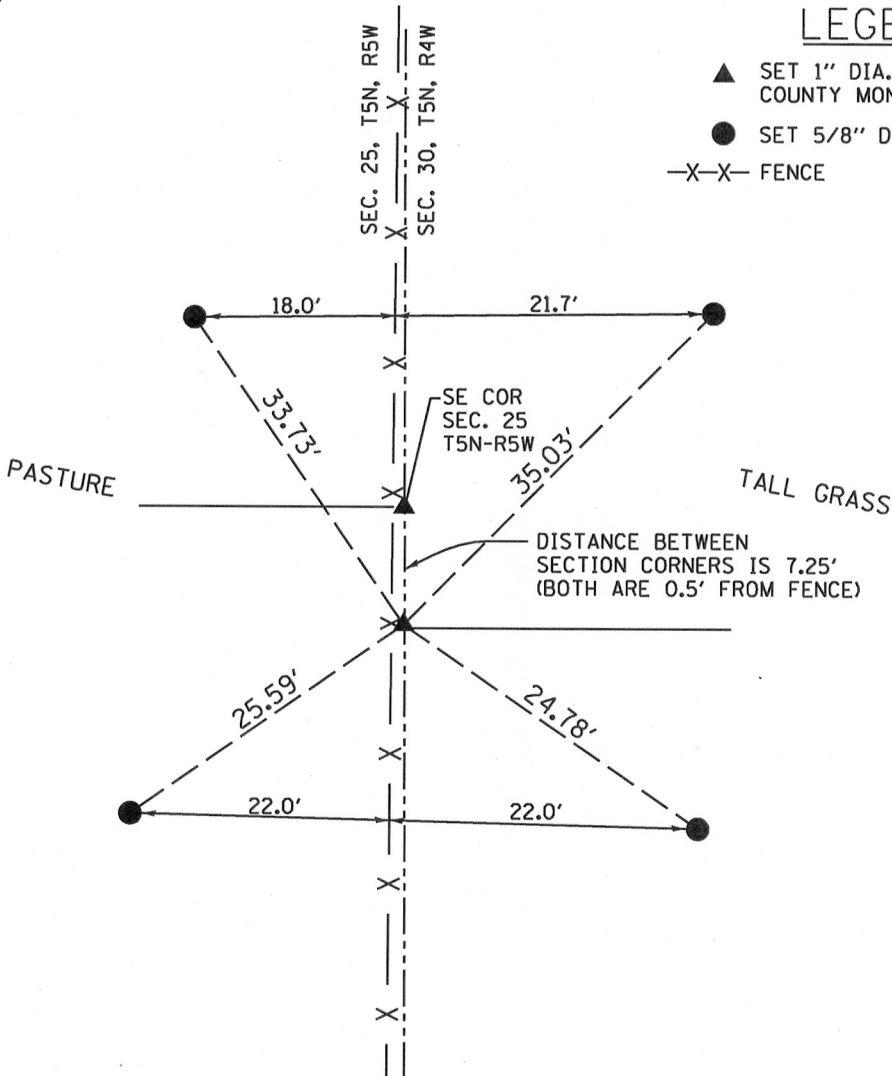 LEGE
SET 1" DIA.
COUNTY MON
SET 5/8" D
—X—X— FENCE
SEC. 25, T5N, R5W
SEC. 30, T5N, R4W
18.0'
21.7'
33.73'
SE COR
SEC. 25
T5N-R5W
35.03'
PASTURE
TALL GRASS
DISTANCE BETWEEN
SECTION CORNERS IS 7.25'
(BOTH ARE 0.5' FROM FENCE)
25.59'
24.78'
22.0'
22.0'